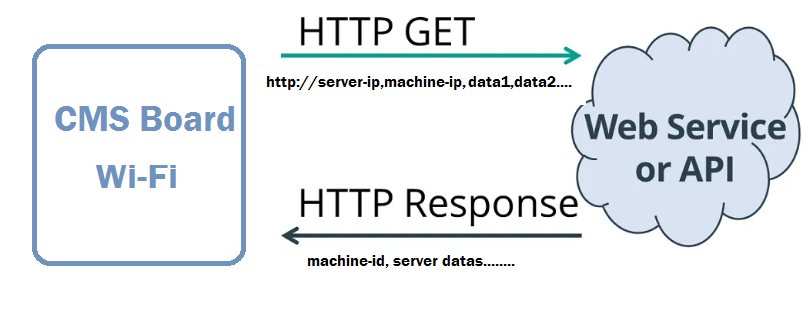 HTTP GET
http://server-ip,machine-ip, data1,data2....
CMS Board
Wi-Fi
Web Service
or API
HTTP Response
machine-id, server datas........